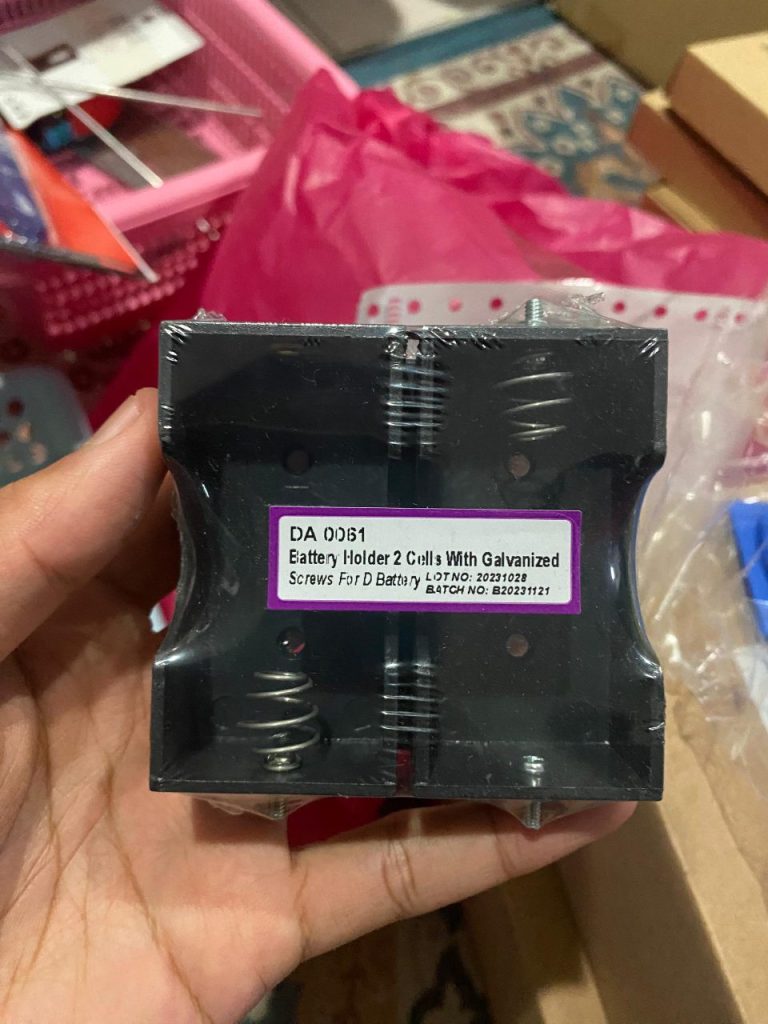 DA 0061
Battery Holder 2 Cells With Galvanized
Screws For D Battery LOT NO: 20231028
BATCH NO: B20231121